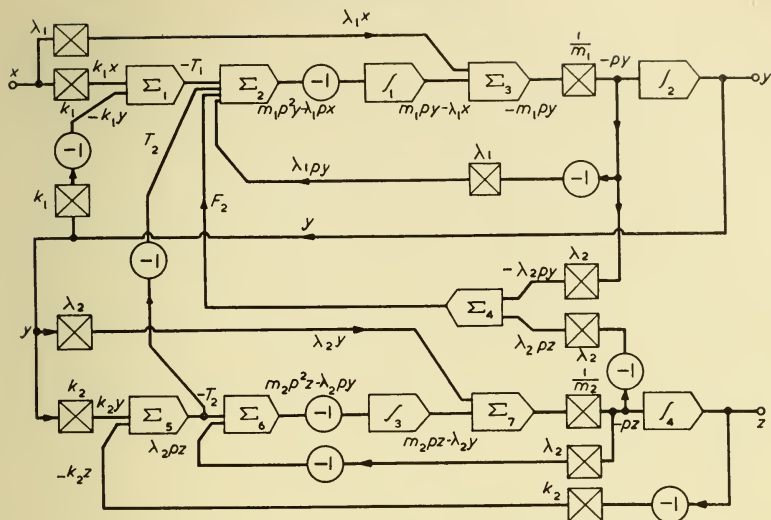 λ₁
λ₁x
x
k₁x
k₁
-k₁y
Σ₁
-T₁
Σ₂
-1
m₁p²y-λ₁px
∫₁
m₁py-λ₁x
Σ₃
-m₁py
1/m₁
-py
∫₂
y
-1
T₂
k₁
F₂
λ₁py
λ₁
-1
y
-1
-λ₂py
λ₂
Σ₄
λ₂pz
λ₂
-1
y
λ₂
λ₂y
k₂
k₂y
Σ₅
-T₂
λ₂pz
Σ₆
m₂p²z-λ₂py
-1
∫₃
m₂pz-λ₂y
Σ₇
1/m₂
-pz
∫₄
z
-1
λ₂
-k₂z
k₂
-1